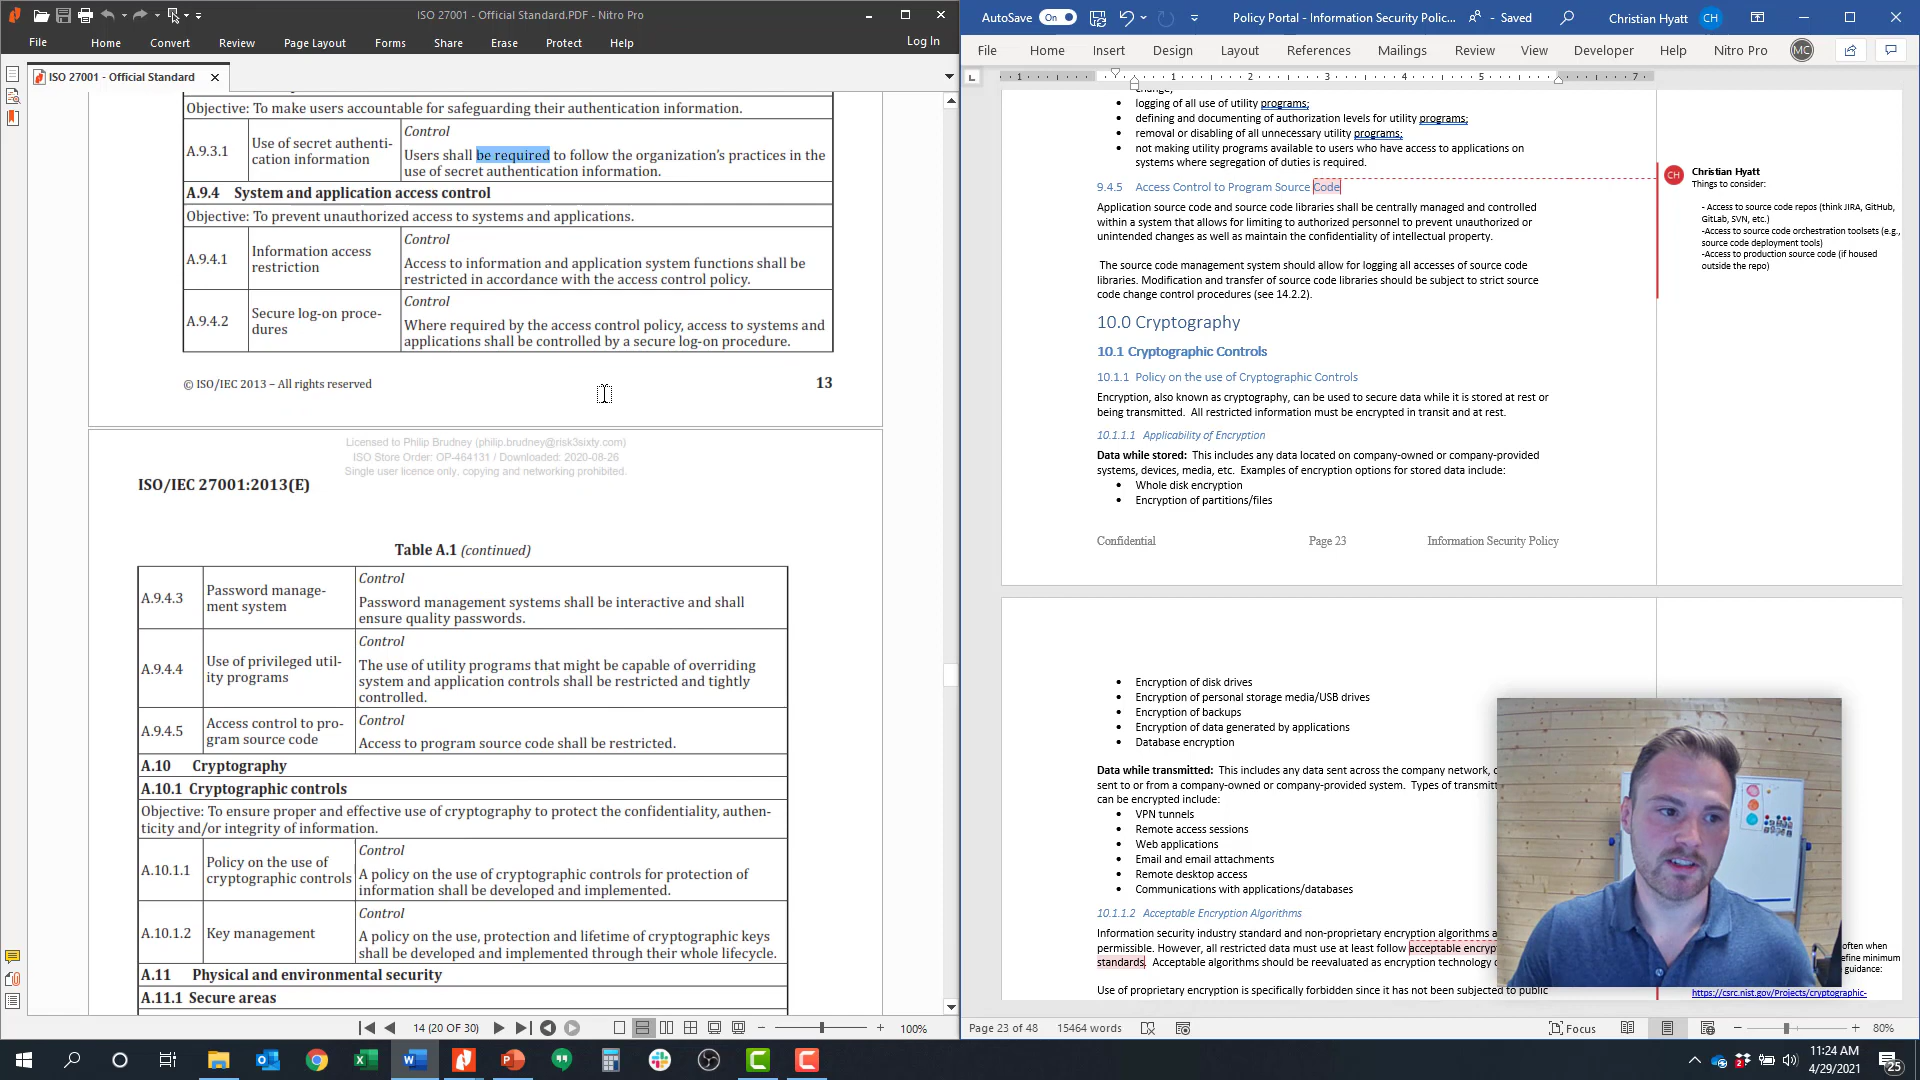 ISO 27001 - Official Standard.PDF - Nitro Pro
File Home Convert Review Page Layout Forms Share Erase Protect Help Log In
ISO 27001 - Official Standard
Objective: To make users accountable for safeguarding their authentication information.
A.9.3.1
Use of secret authenti-
cation information
Control
Users shall be required to follow the organization's practices in the
use of secret authentication information.
A.9.4 System and application access control
Objective: To prevent unauthorized access to systems and applications.
A.9.4.1
Information access
restriction
Control
Access to information and application system functions shall be
restricted in accordance with the access control policy.
A.9.4.2
Secure log-on proce-
dures
Control
Where required by the access control policy, access to systems and
applications shall be controlled by a secure log-on procedure.
© ISO/IEC 2013 – All rights reserved 13
Licensed to Philip Brudney (philip.brudney@risk3sixty.com)
ISO Store Order: OP-464131 / Downloaded: 2020-08-26
Single user licence only, copying and networking prohibited.
ISO/IEC 27001:2013(E)
Table A.1 (continued)
A.9.4.3
Password manage-
ment system
Control
Password management systems shall be interactive and shall
ensure quality passwords.
A.9.4.4
Use of privileged util-
ity programs
Control
The use of utility programs that might be capable of overriding
system and application controls shall be restricted and tightly
controlled.
A.9.4.5
Access control to pro-
gram source code
Control
Access to program source code shall be restricted.
A.10 Cryptography
A.10.1 Cryptographic controls
Objective: To ensure proper and effective use of cryptography to protect the confidentiality, authen-
ticity and/or integrity of information.
A.10.1.1
Policy on the use of
cryptographic controls
Control
A policy on the use of cryptographic controls for protection of
information shall be developed and implemented.
A.10.1.2
Key management
Control
A policy on the use, protection and lifetime of cryptographic keys
shall be developed and implemented through their whole lifecycle.
A.11 Physical and environmental security
A.11.1 Secure areas
14 (20 OF 30) 100%
AutoSave On Policy Portal - Information Security Polic... - Saved Christian Hyatt CH
File Home Insert Design Layout References Mailings Review View Developer Help Nitro Pro MC
1 1 2 3 4 5 7
logging of all use of utility programs;
defining and documenting of authorization levels for utility programs;
removal or disabling of all unnecessary utility programs;
not making utility programs available to users who have access to applications on
systems where segregation of duties is required.
9.4.5 Access Control to Program Source Code
Application source code and source code libraries shall be centrally managed and controlled
within a system that allows for limiting to authorized personnel to prevent unauthorized or
unintended changes as well as maintain the confidentiality of intellectual property.
The source code management system should allow for logging all accesses of source code
libraries. Modification and transfer of source code libraries should be subject to strict source
code change control procedures (see 14.2.2).
10.0 Cryptography
10.1 Cryptographic Controls
10.1.1 Policy on the use of Cryptographic Controls
Encryption, also known as cryptography, can be used to secure data while it is stored at rest or
being transmitted. All restricted information must be encrypted in transit and at rest.
10.1.1.1 Applicability of Encryption
Data while stored: This includes any data located on company-owned or company-provided
systems, devices, media, etc. Examples of encryption options for stored data include:
Whole disk encryption
Encryption of partitions/files
Confidential Page 23 Information Security Policy
Encryption of disk drives
Encryption of personal storage media/USB drives
Encryption of backups
Encryption of data generated by applications
Database encryption
Data while transmitted: This includes any data sent across the company network,
sent to or from a company-owned or company-provided system. Types of
can be encrypted include:
VPN tunnels
Remote access sessions
Web applications
Email and email attachments
Remote desktop access
Communications with applications/databases
10.1.1.2 Acceptable Encryption Algorithms
Information security industry standard and non-proprietary encryption algorithms
permissible. However, all restricted data must use at least follow acceptable
standards. Acceptable algorithms should be reevaluated as encryption technology
Use of proprietary encryption is specifically forbidden since it has not been subjected to public
CH Christian Hyatt
Things to consider:
- Access to source code repos (think JIRA, GitHub,
GitLab, SVN, etc.)
-Access to source code orchestration toolsets (e.g.,
source code deployment tools)
-Access to production source code (if housed
outside the repo)
often when
minimum
guidance:
https://csrc.nist.gov/Projects/cryptographic-
Page 23 of 48 15464 words Focus 80%
11:24 AM
4/29/2021
25